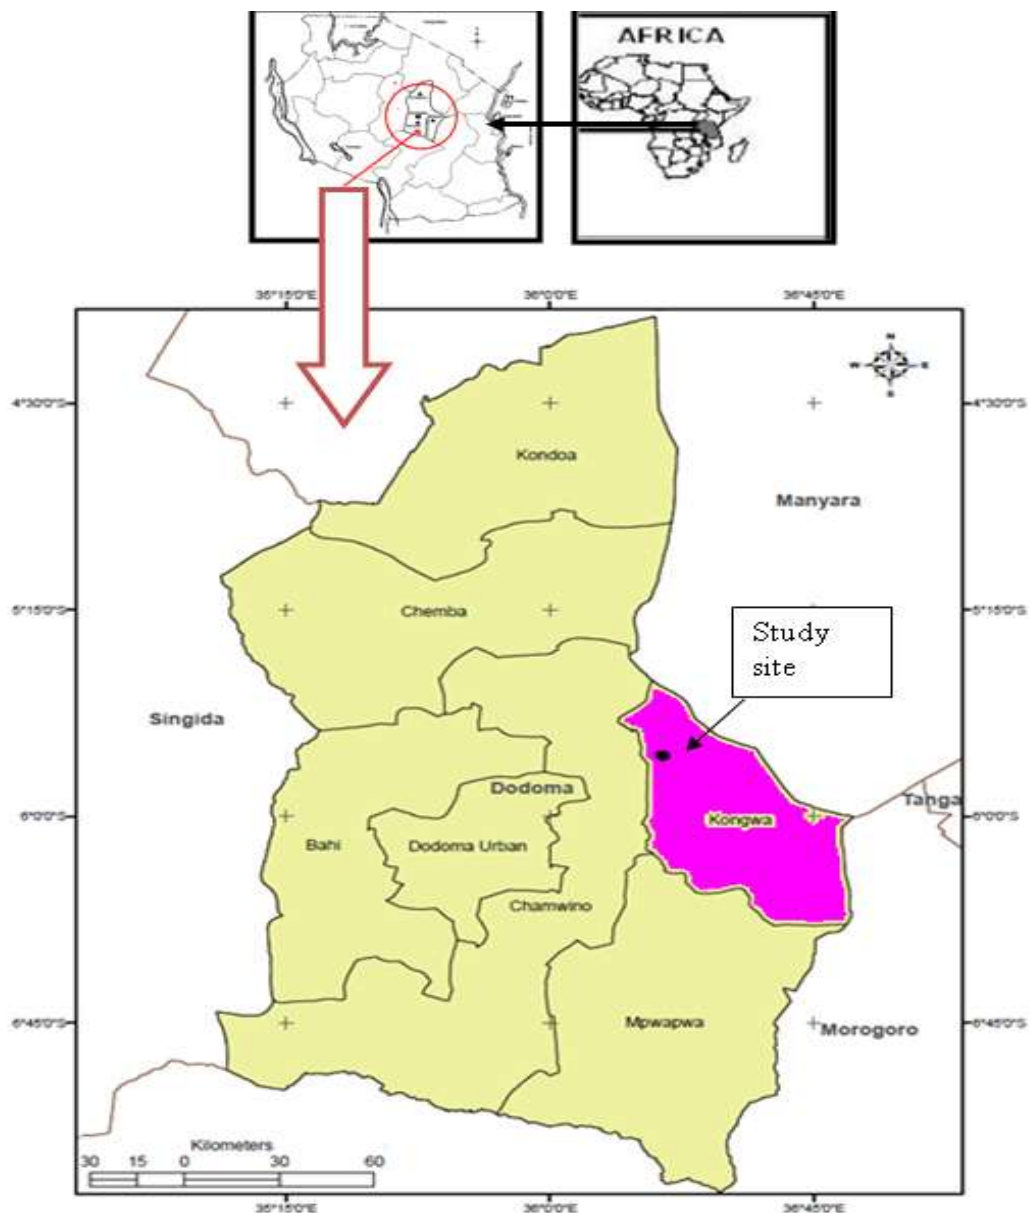 AFRICA
35°15'0"E
36°0'0"E
36°45'0"E
N
W
E
S
4°30'0"S
4°30'0"S
Kondoa
Manyara
5°15'0"S
5°15'0"S
Chemba
Study
site
Singida
Dodoma
Tanga
6°0'0"S
6°0'0"S
Kongwa
Bahi
Dodoma Urban
Chamwino
6°45'0"S
6°45'0"S
Mpwapwa
Morogoro
Kilometers
30 15 0 30 60
35°15'0"E
36°0'0"E
36°45'0"E